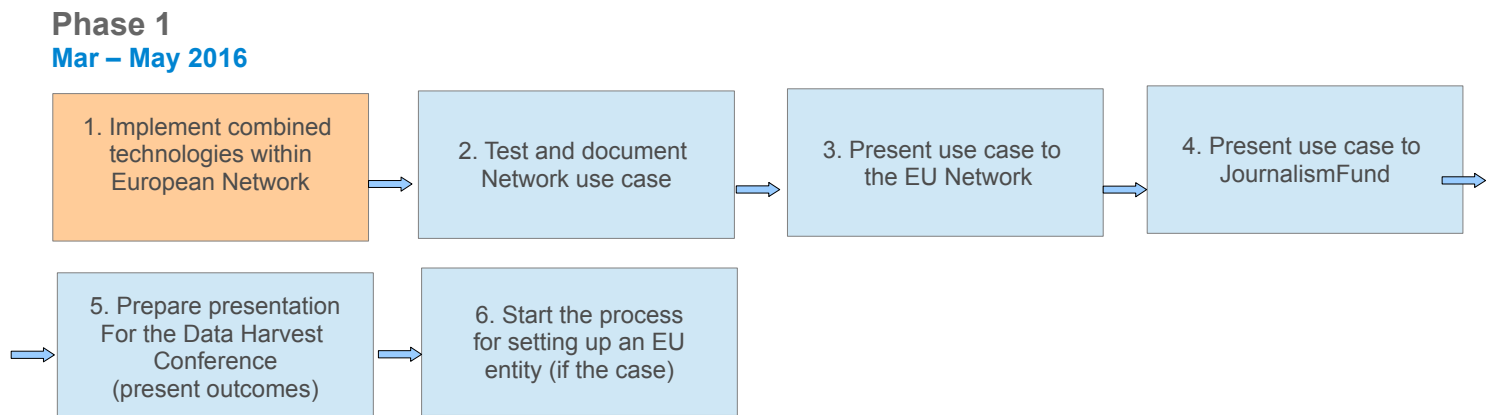 Phase 1
Mar – May 2016
1. Implement combined
technologies within
European Network
2. Test and document
Network use case
3. Present use case to
the EU Network
4. Present use case to
JournalismFund
5. Prepare presentation
For the Data Harvest
Conference
(present outcomes)
6. Start the process
for setting up an EU
entity (if the case)